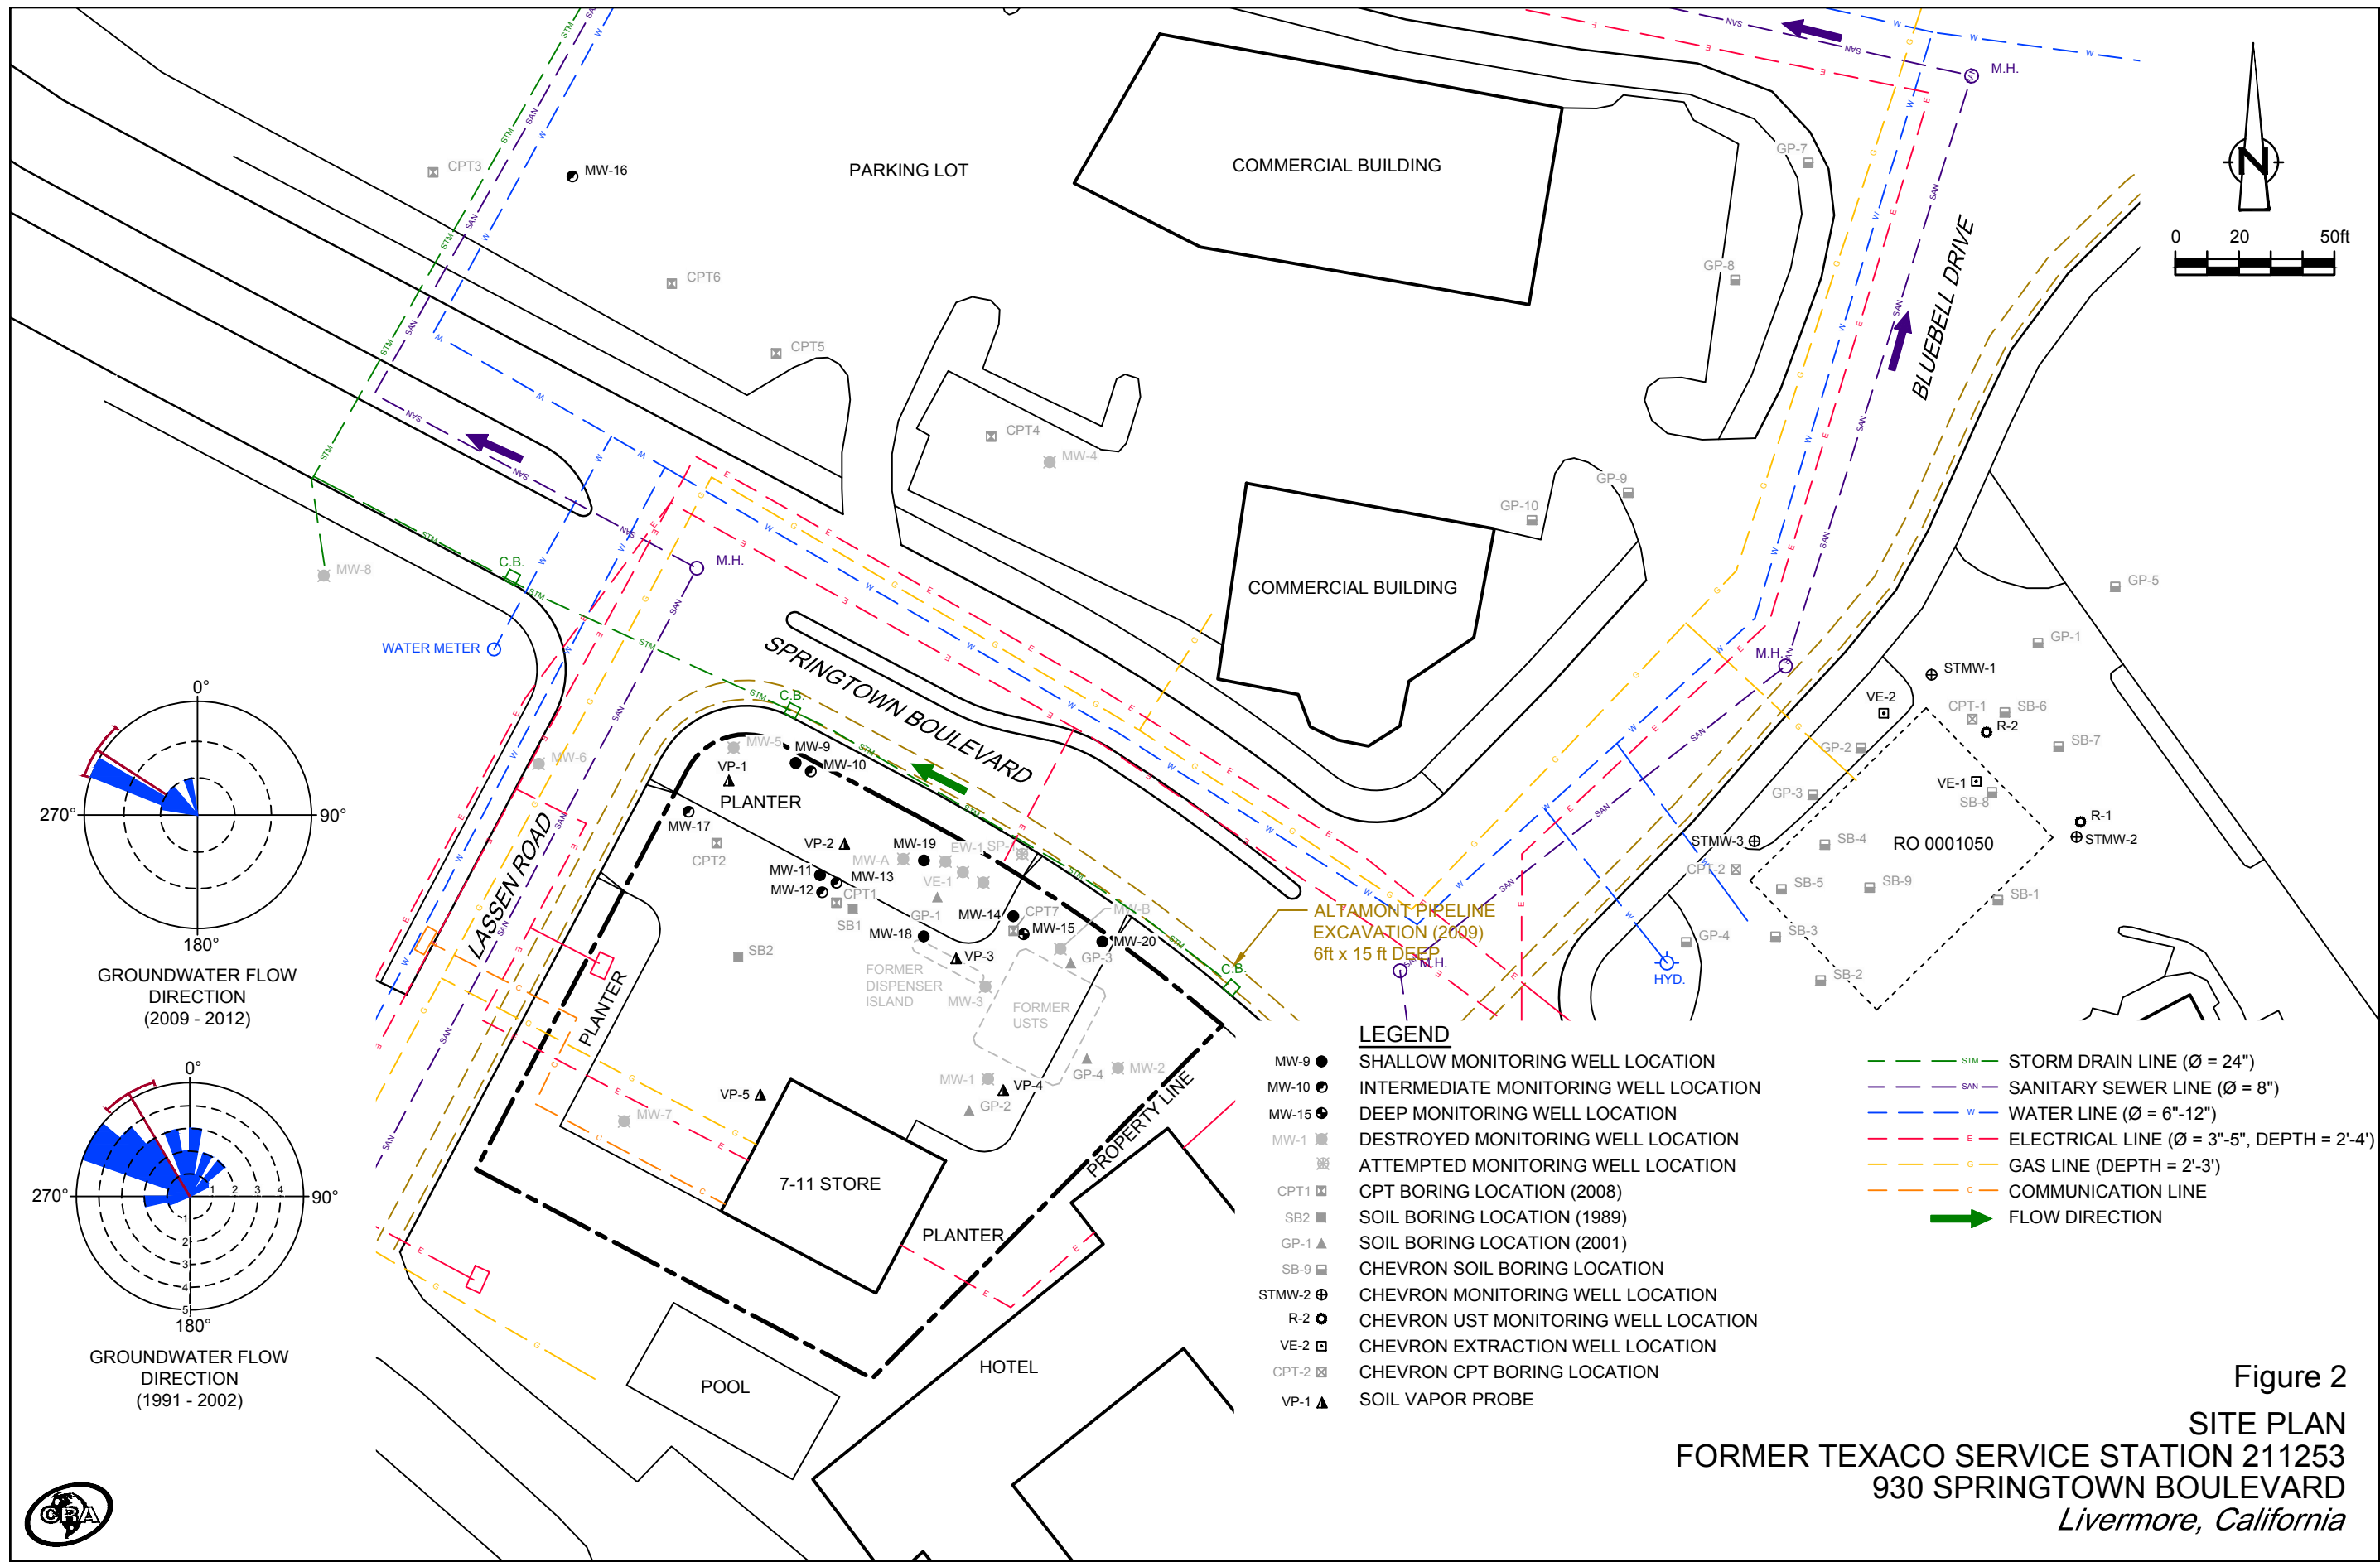 M.H.
N
0 20 50ft
CPT3
MW-16
PARKING LOT
COMMERCIAL BUILDING
GP-7
CPT6
GP-8
BLUEBELL DRIVE
CPT5
CPT4
MW-4
GP-9
GP-10
MW-8
C.B.
M.H.
WATER METER
COMMERCIAL BUILDING
GP-5
GP-1
M.H.
STMW-1
VE-2
CPT-1
SB-6
R-2
SB-7
GP-2
VE-1
SB-8
GP-3
R-1
STMW-2
STMW-3
SB-4
RO 0001050
CPT-2
SB-5
SB-9
SB-1
GP-4
SB-3
SB-2
HYD.
SPRINGTOWN BOULEVARD
C.B.
MW-5
MW-9
MW-10
MW-6
VP-1
PLANTER
MW-17
CPT2
VP-2
MW-19
MW-A
EW-1
MW-11
MW-13
MW-12
CPT1
VE-1
SB1
GP-1
MW-14
CPT7
MW-B
MW-15
MW-18
MW-20
SB2
VP-3
GP-3
FORMER
DISPENSER
ISLAND
MW-3
FORMER
USTS
LASSEN ROAD
PLANTER
ALTAMONT PIPELINE
EXCAVATION (2009)
6ft x 15 ft DEEP
M.H.
C.B.
MW-1
VP-4
GP-4
MW-2
GP-2
VP-5
MW-7
7-11 STORE
PROPERTY LINE
PLANTER
HOTEL
POOL
0°
270° 90°
180°
GROUNDWATER FLOW
DIRECTION
(2009 - 2012)
0°
270° 1 2 3 4 90°
1
2
3
4
5
180°
GROUNDWATER FLOW
DIRECTION
(1991 - 2002)
CRA
LEGEND
MW-9 SHALLOW MONITORING WELL LOCATION
MW-10 INTERMEDIATE MONITORING WELL LOCATION
MW-15 DEEP MONITORING WELL LOCATION
MW-1 DESTROYED MONITORING WELL LOCATION
ATTEMPTED MONITORING WELL LOCATION
CPT1 CPT BORING LOCATION (2008)
SB2 SOIL BORING LOCATION (1989)
GP-1 SOIL BORING LOCATION (2001)
SB-9 CHEVRON SOIL BORING LOCATION
STMW-2 CHEVRON MONITORING WELL LOCATION
R-2 CHEVRON UST MONITORING WELL LOCATION
VE-2 CHEVRON EXTRACTION WELL LOCATION
CPT-2 CHEVRON CPT BORING LOCATION
VP-1 SOIL VAPOR PROBE
STM STORM DRAIN LINE (Ø = 24")
SAN SANITARY SEWER LINE (Ø = 8")
W WATER LINE (Ø = 6"-12")
E ELECTRICAL LINE (Ø = 3"-5", DEPTH = 2'-4')
G GAS LINE (DEPTH = 2'-3')
C COMMUNICATION LINE
FLOW DIRECTION
Figure 2
SITE PLAN
FORMER TEXACO SERVICE STATION 211253
930 SPRINGTOWN BOULEVARD
Livermore, California